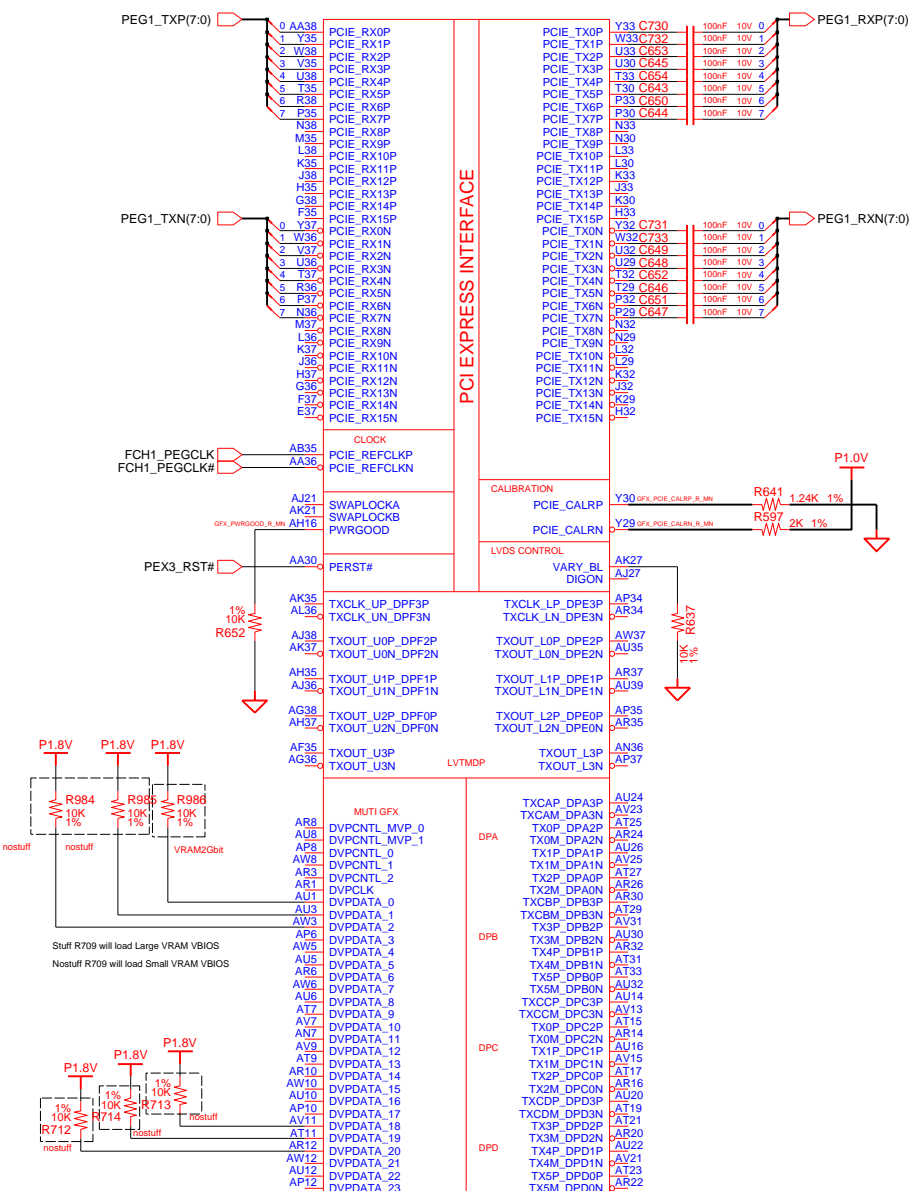 PEG1_TXP(7:0) PEG1_RXP(7:0)
0 AA38 PCIE_RX0P PCIE_TX0P Y33 C730 100nF 10V 0
1 Y35 PCIE_RX1P PCIE_TX1P W33 C732 100nF 10V 1
2 W38 PCIE_RX2P PCIE_TX2P U33 C653 100nF 10V 2
3 V35 PCIE_RX3P PCIE_TX3P U30 C645 100nF 10V 3
4 U38 PCIE_RX4P PCIE_TX4P T33 C654 100nF 10V 4
5 T35 PCIE_RX5P PCIE_TX5P T30 C643 100nF 10V 5
6 R38 PCIE_RX6P PCIE_TX6P P33 C650 100nF 10V 6
7 P35 PCIE_RX7P PCIE_TX7P P30 C644 100nF 10V 7
N38 PCIE_RX8P PCIE_TX8P N33
M35 PCIE_RX9P PCIE_TX9P N30
L38 PCIE_RX10P PCIE_TX10P L33
K35 PCIE_RX11P PCIE_TX11P L30
J38 PCIE_RX12P PCIE_TX12P K33
H35 PCIE_RX13P PCIE_TX13P J33
G38 PCIE_RX14P PCIE_TX14P K30
F35 PCIE_RX15P PCIE_TX15P H33
PEG1_TXN(7:0) PEG1_RXN(7:0)
0 Y37 PCIE_RX0N PCIE_TX0N Y32 C731 100nF 10V 0
1 W36 PCIE_RX1N PCIE_TX1N W32 C733 100nF 10V 1
2 V37 PCIE_RX2N PCIE_TX2N U32 C649 100nF 10V 2
3 U36 PCIE_RX3N PCIE_TX3N U29 C648 100nF 10V 3
4 T37 PCIE_RX4N PCIE_TX4N T32 C652 100nF 10V 4
5 R36 PCIE_RX5N PCIE_TX5N T29 C646 100nF 10V 5
6 P37 PCIE_RX6N PCIE_TX6N P32 C651 100nF 10V 6
7 N36 PCIE_RX7N PCIE_TX7N P29 C647 100nF 10V 7
M37 PCIE_RX8N PCIE_TX8N N32
L36 PCIE_RX9N PCIE_TX9N N29
K37 PCIE_RX10N PCIE_TX10N L32
J36 PCIE_RX11N PCIE_TX11N L29
H37 PCIE_RX12N PCIE_TX12N K32
G36 PCIE_RX13N PCIE_TX13N J32
F37 PCIE_RX14N PCIE_TX14N K29
E37 PCIE_RX15N PCIE_TX15N H32
PCI EXPRESS INTERFACE
CLOCK
FCH1_PEGCLK AB35 PCIE_REFCLKP
FCH1_PEGCLK# AA36 PCIE_REFCLKN
P1.0V
CALIBRATION
AJ21 SWAPLOCKA PCIE_CALRP Y30 GFX_PCIE_CALRP_R_MN R641 1.24K 1%
AK21 SWAPLOCKB
GFX_PWRGOOD_R_MN AH16 PWRGOOD PCIE_CALRN Y29 GFX_PCIE_CALRN_R_MN R597 2K 1%
LVDS CONTROL
PEX3_RST# AA30 PERST# VARY_BL AK27
DIGON AJ27
AK35 TXCLK_UP_DPF3P TXCLK_LP_DPE3P AP34
AL36 TXCLK_UN_DPF3N TXCLK_LN_DPE3N AR34
1%
10K
R652
R637
10K
1%
AJ38 TXOUT_U0P_DPF2P TXOUT_L0P_DPE2P AW37
AK37 TXOUT_U0N_DPF2N TXOUT_L0N_DPE2N AU35
AH35 TXOUT_U1P_DPF1P TXOUT_L1P_DPE1P AR37
AJ36 TXOUT_U1N_DPF1N TXOUT_L1N_DPE1N AU39
AG38 TXOUT_U2P_DPF0P TXOUT_L2P_DPE0P AP35
AH37 TXOUT_U2N_DPF0N TXOUT_L2N_DPE0N AR35
AF35 TXOUT_U3P TXOUT_L3P AN36
AG36 TXOUT_U3N LVTMDP TXOUT_L3N AP37
P1.8V P1.8V P1.8V
R984 R985 R986
10K 10K 10K
1% 1% 1%
nostuff nostuff VRAM2Gbit
MUTI GFX
TXCAP_DPA3P AU24
TXCAM_DPA3N AV23
AR8 DVPCNTL_MVP_0 TX0P_DPA2P AT25
AU8 DVPCNTL_MVP_1 DPA TX0M_DPA2N AR24
AP8 DVPCNTL_0 TX1P_DPA1P AU26
AW8 DVPCNTL_1 TX1M_DPA1N AV25
AR3 DVPCNTL_2 TX2P_DPA0P AT27
AR1 DVPCLK TX2M_DPA0N AR26
AU1 DVPDATA_0 TXCBP_DPB3P AR30
AU3 DVPDATA_1 TXCBM_DPB3N AT29
AW3 DVPDATA_2 TX3P_DPB2P AV31
AP6 DVPDATA_3 DPB TX3M_DPB2N AU30
Stuff R709 will load Large VRAM VBIOS
AW5 DVPDATA_4 TX4P_DPB1P AR32
AU5 DVPDATA_5 TX4M_DPB1N AT31
Nostuff R709 will load Small VRAM VBIOS
AR6 DVPDATA_6 TX5P_DPB0P AT33
AW6 DVPDATA_7 TX5M_DPB0N AU32
AU6 DVPDATA_8 TXCCP_DPC3P AU14
AT7 DVPDATA_9 TXCCM_DPC3N AV13
AV7 DVPDATA_10 TX0P_DPC2P AT15
AN7 DVPDATA_11 TX0M_DPC2N AR14
AV9 DVPDATA_12 DPC TX1P_DPC1P AU16
AT9 DVPDATA_13 TX1M_DPC1N AV15
AR10 DVPDATA_14 TX2P_DPC0P AT17
AW10 DVPDATA_15 TX2M_DPC0N AR16
AU10 DVPDATA_16 TXCDP_DPD3P AU20
AP10 DVPDATA_17 TXCDM_DPD3N AT19
AV11 DVPDATA_18 TX3P_DPD2P AT21
AT11 DVPDATA_19 TX3M_DPD2N AR20
AR12 DVPDATA_20 DPD TX4P_DPD1P AU22
AW12 DVPDATA_21 TX4M_DPD1N AV21
AU12 DVPDATA_22 TX5P_DPD0P AT23
AP12 DVPDATA_23 TX5M_DPD0N AR22
P1.8V P1.8V P1.8V
1% 1% 1%
10K 10K 10K
R712 R714 R713
nostuff nostuff nostuff